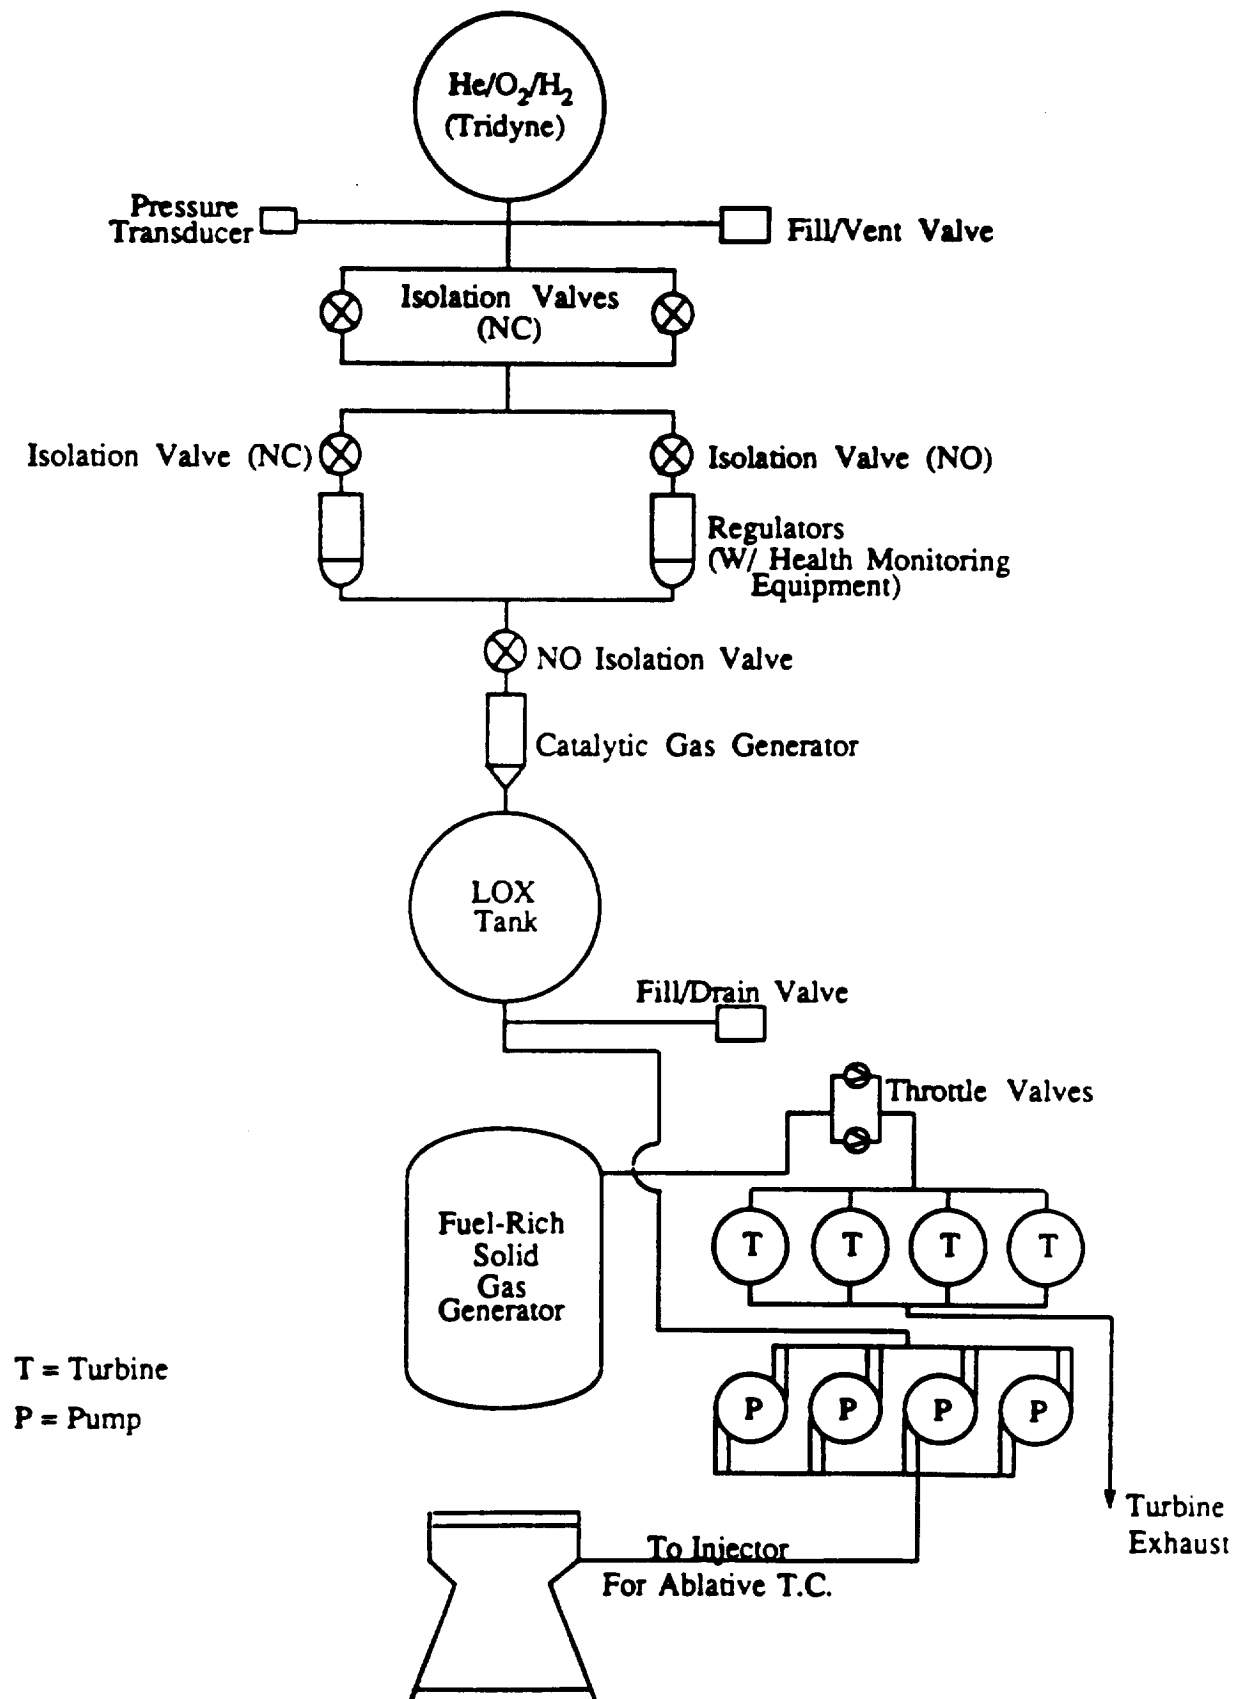 He/O2/H2
(Tridyne)
Pressure
Transducer
Fill/Vent Valve
Isolation Valves
(NC)
Isolation Valve (NC)
Isolation Valve (NO)
Regulators
(W/ Health Monitoring
Equipment)
NO Isolation Valve
Catalytic Gas Generator
LOX
Tank
Fill/Drain Valve
Throttle Valves
Fuel-Rich
Solid
Gas
Generator
T T T T
T = Turbine
P = Pump
P P P P
Turbine
Exhaust
To Injector
For Ablative T.C.